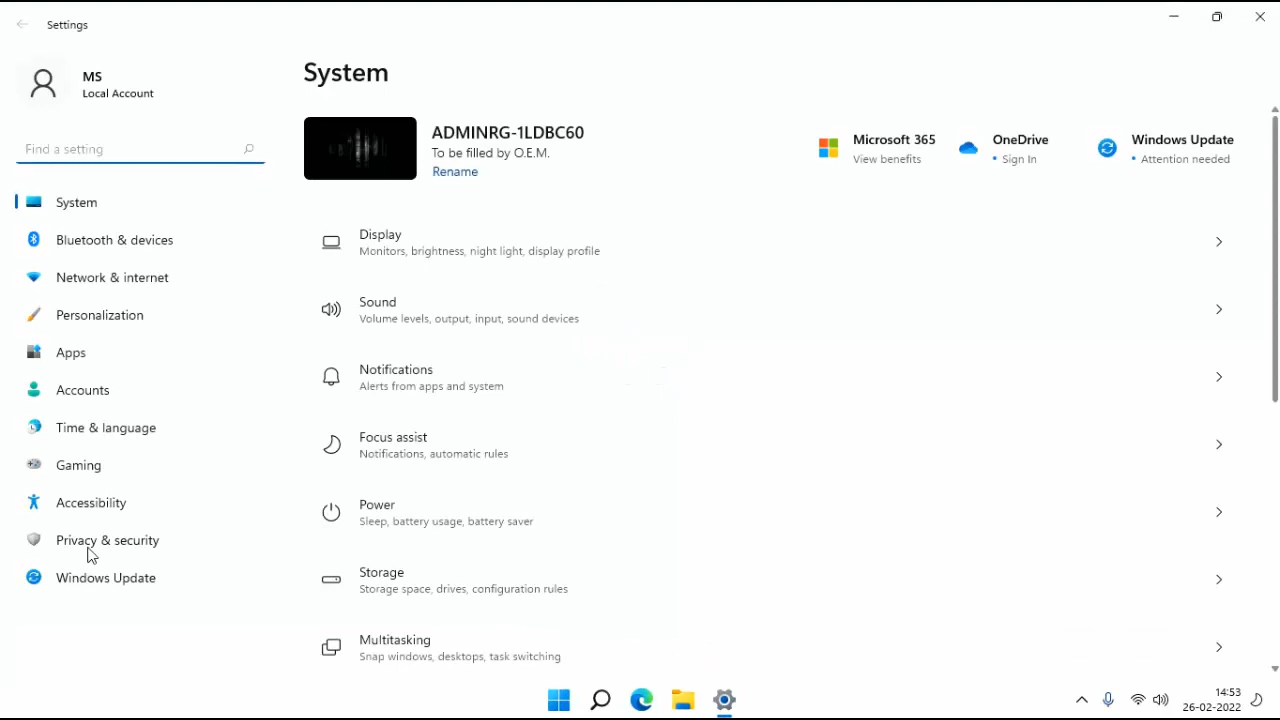 Settings
MS
Local Account
Find a setting
System
Bluetooth & devices
Network & internet
Personalization
Apps
Accounts
Time & language
Gaming
Accessibility
Privacy & security
Windows Update
System
ADMINRG-1LDBC60
To be filled by O.E.M.
Rename
Microsoft 365
View benefits
OneDrive
• Sign In
Windows Update
• Attention needed
Display
Monitors, brightness, night light, display profile
Sound
Volume levels, output, input, sound devices
Notifications
Alerts from apps and system
Focus assist
Notifications, automatic rules
Power
Sleep, battery usage, battery saver
Storage
Storage space, drives, configuration rules
Multitasking
Snap windows, desktops, task switching
14:53
26-02-2022